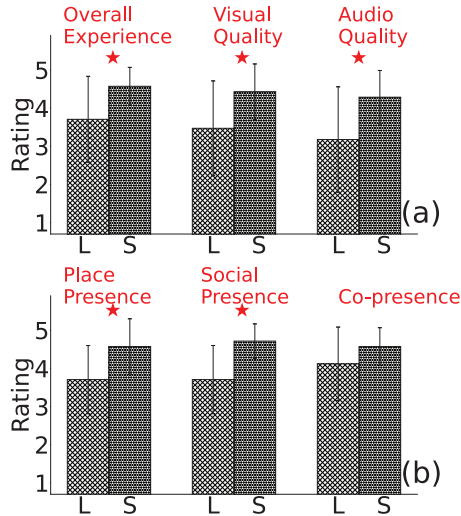 Overall Experience
Visual Quality
Audio Quality
★ ★ ★
5
4
3
2
1
Rating
(a)
L S L S L S
Place Presence
Social Presence
Co-presence
★ ★
5
4
3
2
1
Rating
(b)
L S L S L S